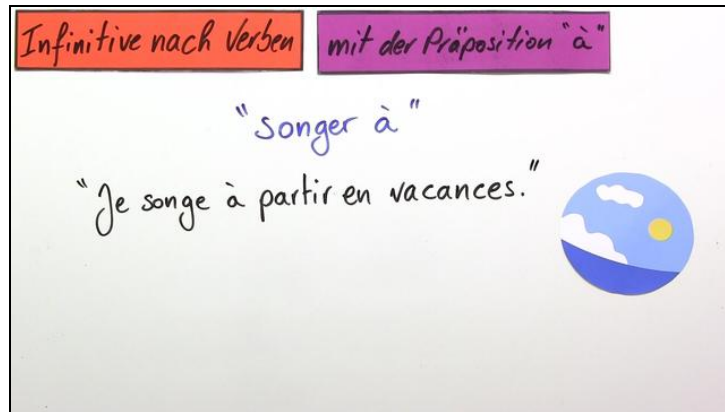 Infinitive nach Verben
mit der Präposition "à"
"songer à"
"Je songe à partir en vacances."